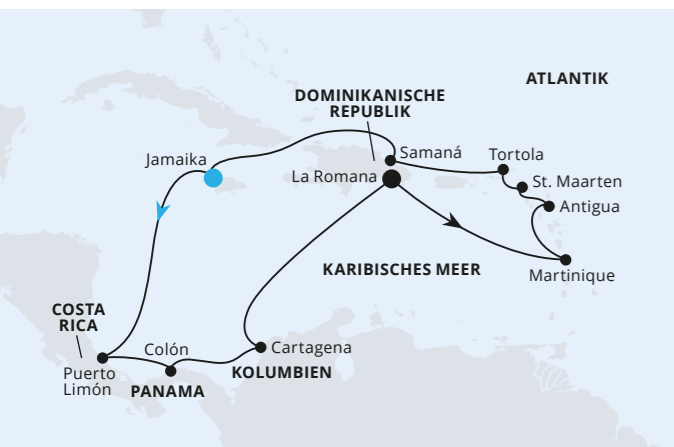 ATLANTIK
DOMINIKANISCHE
REPUBLIK
Jamaika
Samaná
Tortola
La Romana
St. Maarten
Antigua
KARIBISCHES MEER
Martinique
COSTA
RICA
Colón
Cartagena
Puerto
Limón
KOLUMBIEN
PANAMA